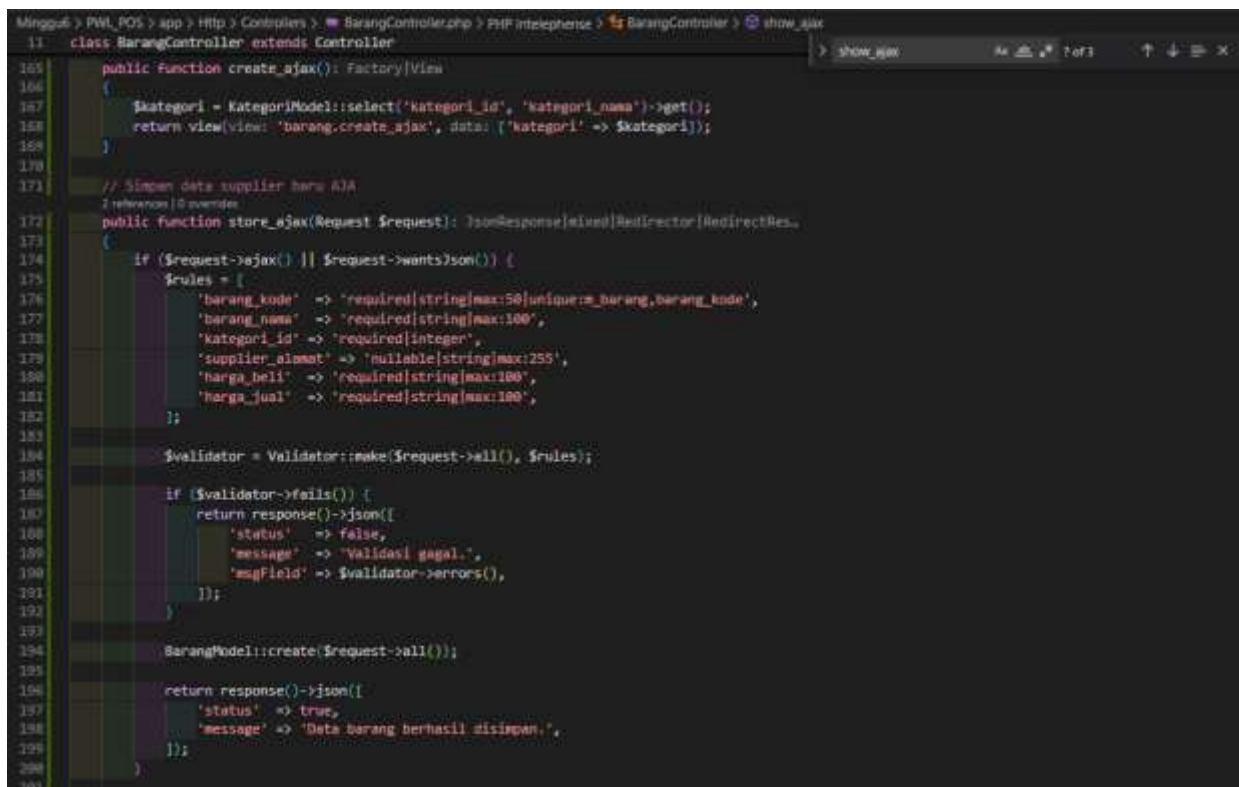 Minggu6 > PWL_POS > app > Http > Controllers > BarangController.php > PHP Intelephense > BarangController > show_ajax
11 class BarangController extends Controller
show_ajax ? of 3
165 public function create_ajax(): Factory|View
166 {
167 $kategori = KategoriModel::select('kategori_id', 'kategori_nama')->get();
168 return view(view: 'barang.create_ajax', data: ['kategori' => $kategori]);
169 }
170
171 // Simpan data supplier baru AJA
2 references | 0 overrides
172 public function store_ajax(Request $request): JsonResponse|mixed|Redirector|RedirectRes…
173 {
174 if ($request->ajax() || $request->wantsJson()) {
175 $rules = [
176 'barang_kode' => 'required|string|max:50|unique:m_barang,barang_kode',
177 'barang_nama' => 'required|string|max:100',
178 'kategori_id' => 'required|integer',
179 'supplier_alamat' => 'nullable|string|max:255',
180 'harga_beli' => 'required|string|max:100',
181 'harga_jual' => 'required|string|max:100',
182 ];
183
184 $validator = Validator::make($request->all(), $rules);
185
186 if ($validator->fails()) {
187 return response()->json([
188 'status' => false,
189 'message' => 'Validasi gagal.',
190 'msgField' => $validator->errors(),
191 ]);
192 }
193
194 BarangModel::create($request->all());
195
196 return response()->json([
197 'status' => true,
198 'message' => 'Data barang berhasil disimpan.',
199 ]);
200 }